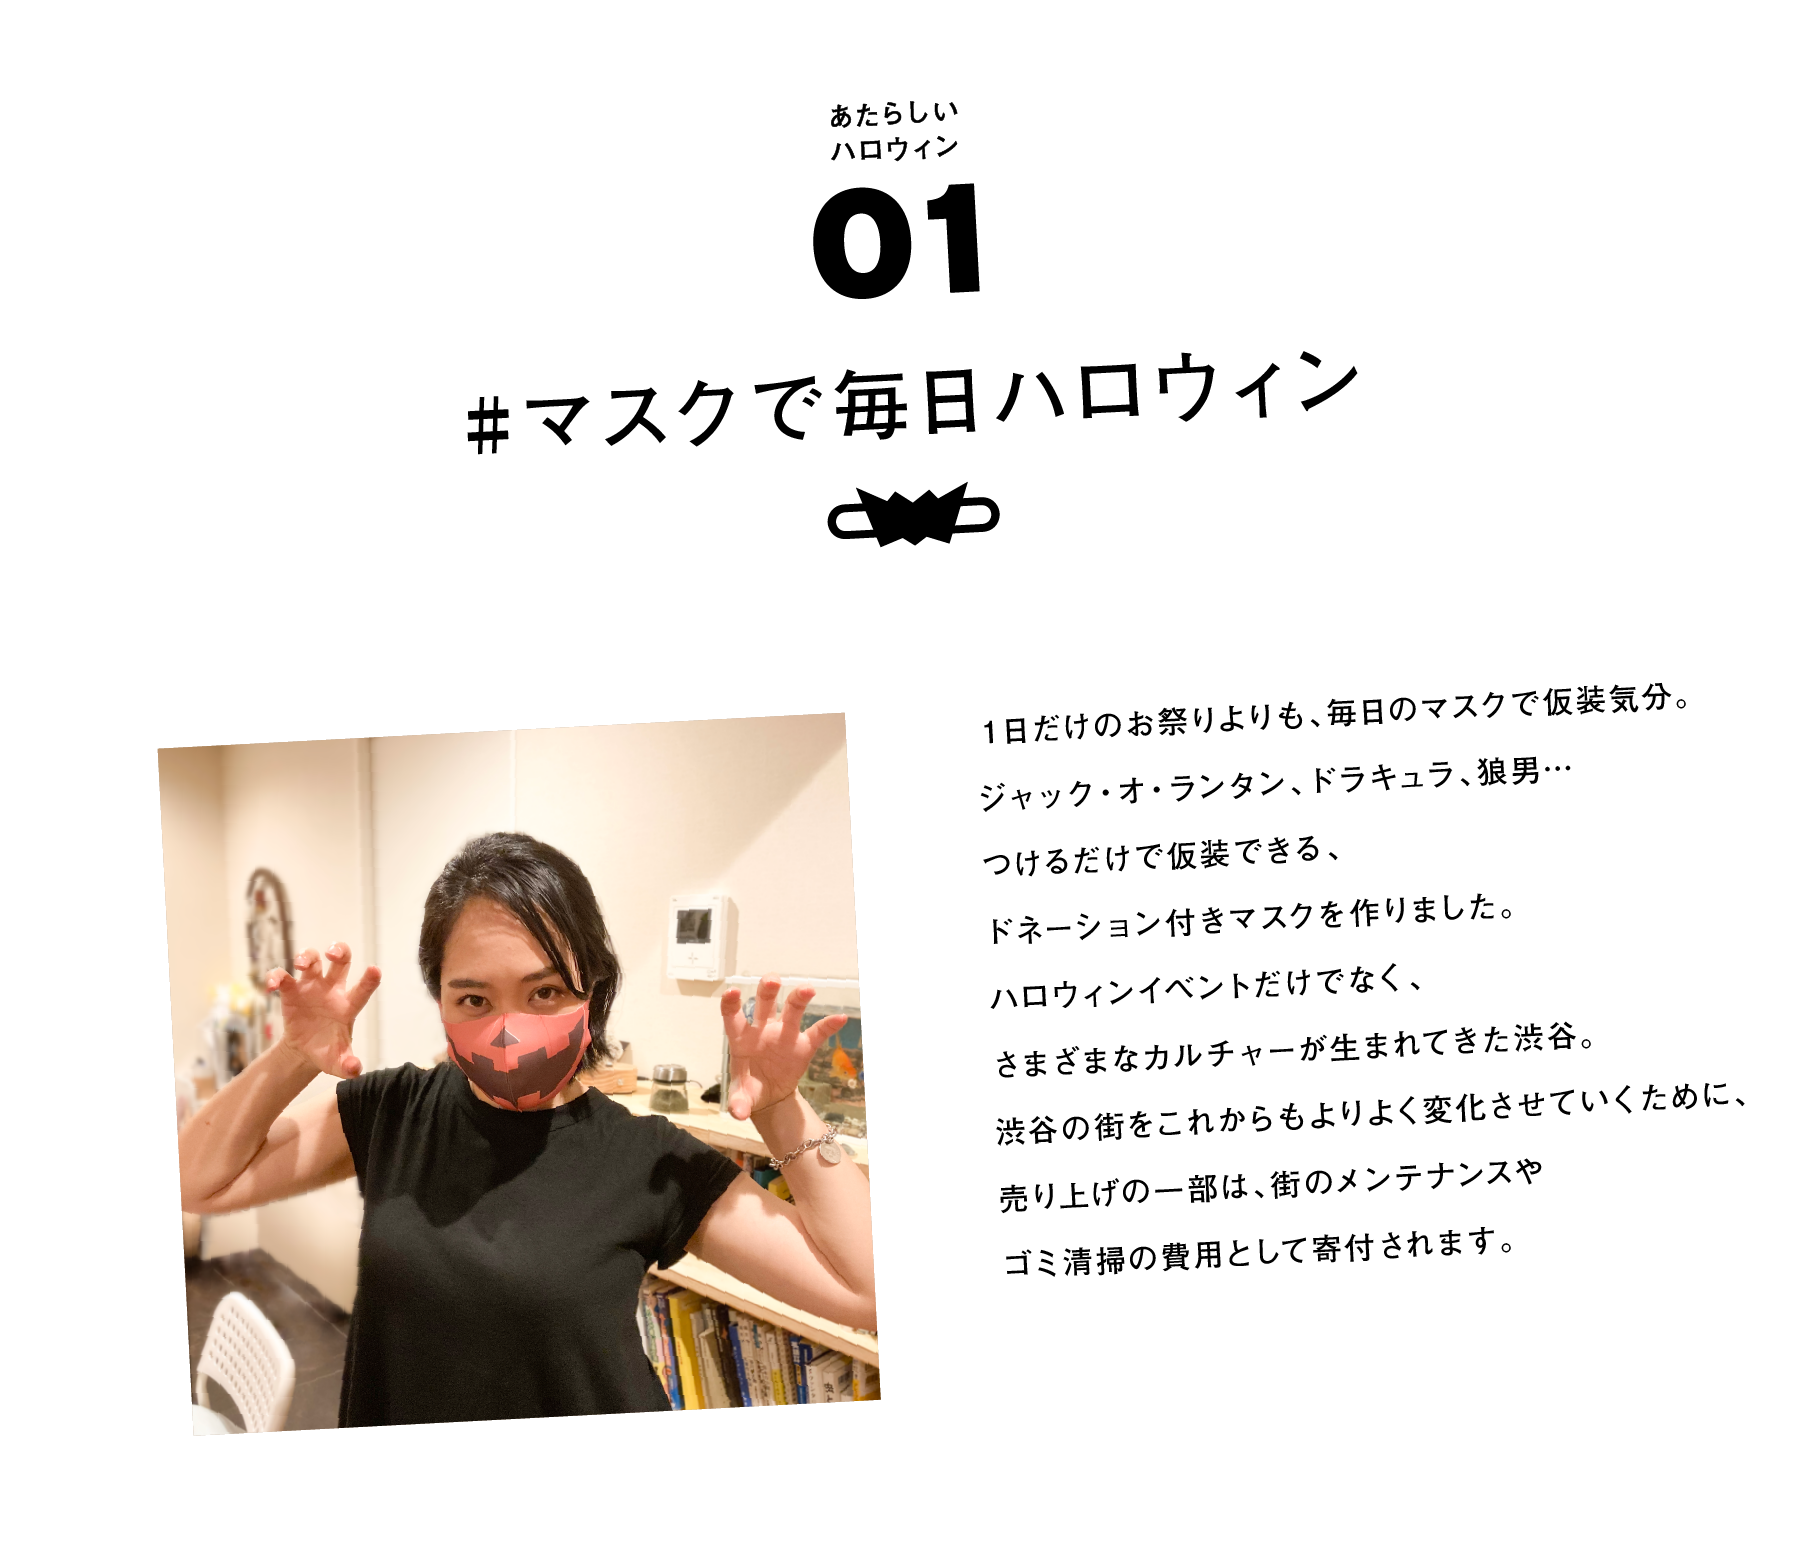 あたらしい
ハロウィン
01
#マスクで毎日ハロウィン
1日だけのお祭りよりも、毎日のマスクで仮装気分。
ジャック・オ・ランタン、ドラキュラ、狼男…
つけるだけで仮装できる、
ドネーション付きマスクを作りました。
ハロウィンイベントだけでなく、
さまざまなカルチャーが生まれてきた渋谷。
渋谷の街をこれからもよりよく変化させていくために、
売り上げの一部は、街のメンテナンスや
ゴミ清掃の費用として寄付されます。